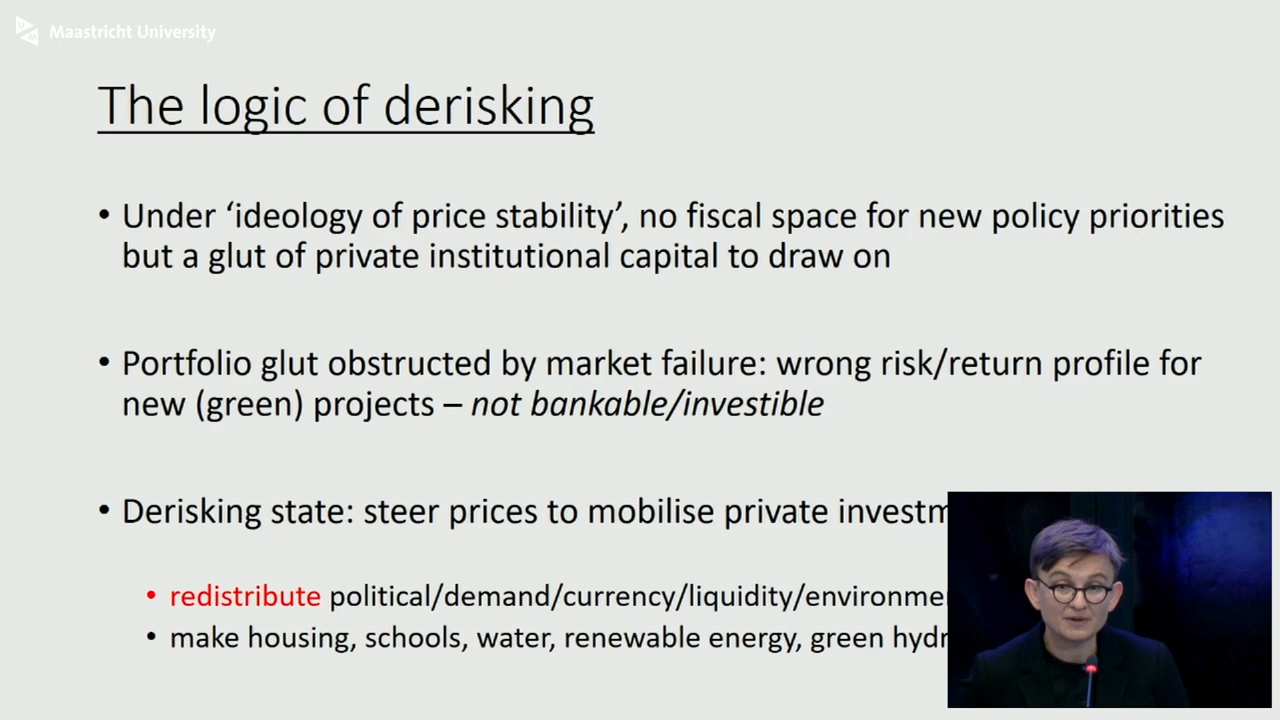 Maastricht University
The logic of derisking
• Under ‘ideology of price stability’, no fiscal space for new policy priorities
but a glut of private institutional capital to draw on
• Portfolio glut obstructed by market failure: wrong risk/return profile for
new (green) projects – not bankable/investible
• Derisking state: steer prices to mobilise private
• redistribute political/demand/currency/liquidity/
• make housing, schools, water, renewable energy, green